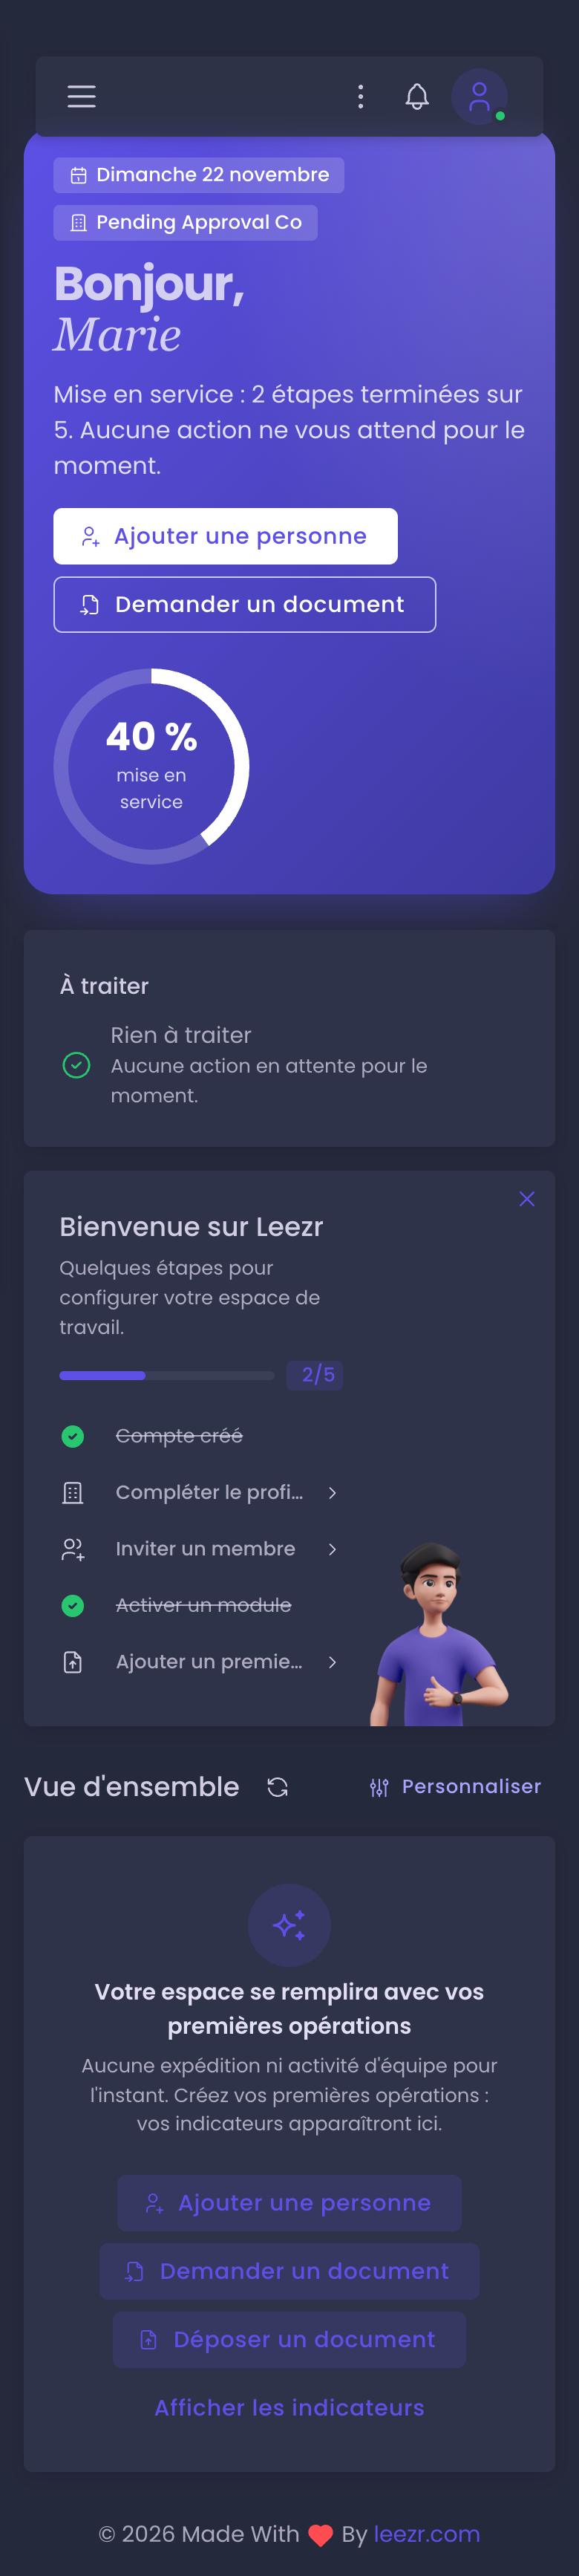 Dimanche 22 novembre
Pending Approval Co
Bonjour,
Marie
Mise en service : 2 étapes terminées sur
5. Aucune action ne vous attend pour le
moment.
Ajouter une personne
Demander un document
40 %
mise en
service
À traiter
Rien à traiter
Aucune action en attente pour le
moment.
Bienvenue sur Leezr
Quelques étapes pour
configurer votre espace de
travail.
2/5
Compte créé
Compléter le profi...
Inviter un membre
Activer un module
Ajouter un premie...
Vue d'ensemble
Personnaliser
Votre espace se remplira avec vos
premières opérations
Aucune expédition ni activité d'équipe pour
l'instant. Créez vos premières opérations :
vos indicateurs apparaîtront ici.
Ajouter une personne
Demander un document
Déposer un document
Afficher les indicateurs
© 2026 Made With By leezr.com